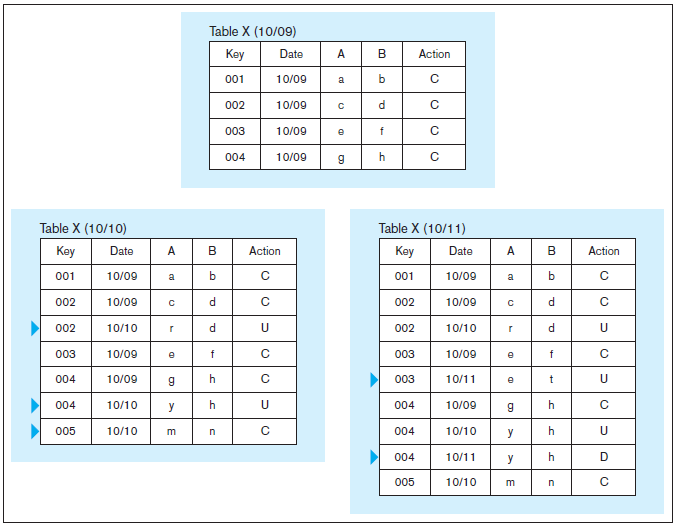 Table X (10/09)
Key Date A B Action
001 10/09 a b C
002 10/09 c d C
003 10/09 e f C
004 10/09 g h C
Table X (10/10)
Key Date A B Action
001 10/09 a b C
002 10/09 c d C
002 10/10 r d U
003 10/09 e f C
004 10/09 g h C
004 10/10 y h U
005 10/10 m n C
Table X (10/11)
Key Date A B Action
001 10/09 a b C
002 10/09 c d C
002 10/10 r d U
003 10/09 e f C
003 10/11 e t U
004 10/09 g h C
004 10/10 y h U
004 10/11 y h D
005 10/10 m n C